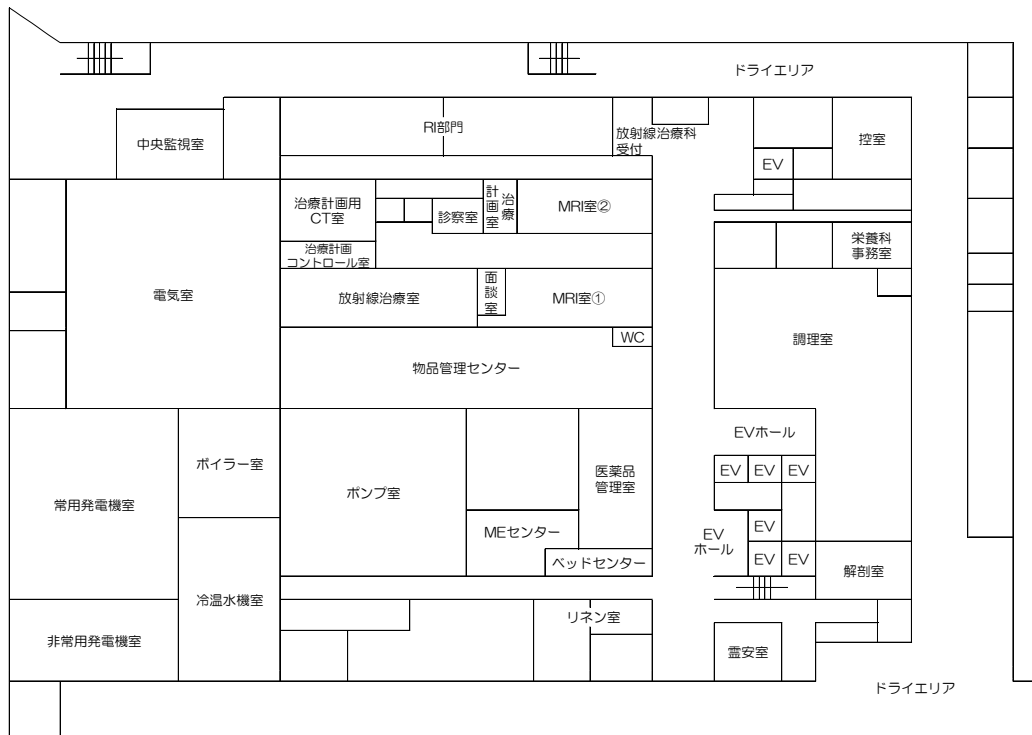 ドライエリア
中央監視室
RI部門
放射線治療科
受付
控室
EV
治療計画用
CT室
診察室
治療
計画室
MRI室②
治療計画
コントロール室
栄養科
事務室
電気室
放射線治療室
面談室
MRI室①
WC
調理室
物品管理センター
EVホール
ボイラー室
EV
EV
EV
常用発電機室
ポンプ室
医薬品
管理室
MEセンター
EV
ホール
EV
ベッドセンター
EV
EV
解剖室
冷温水機室
リネン室
非常用発電機室
霊安室
ドライエリア